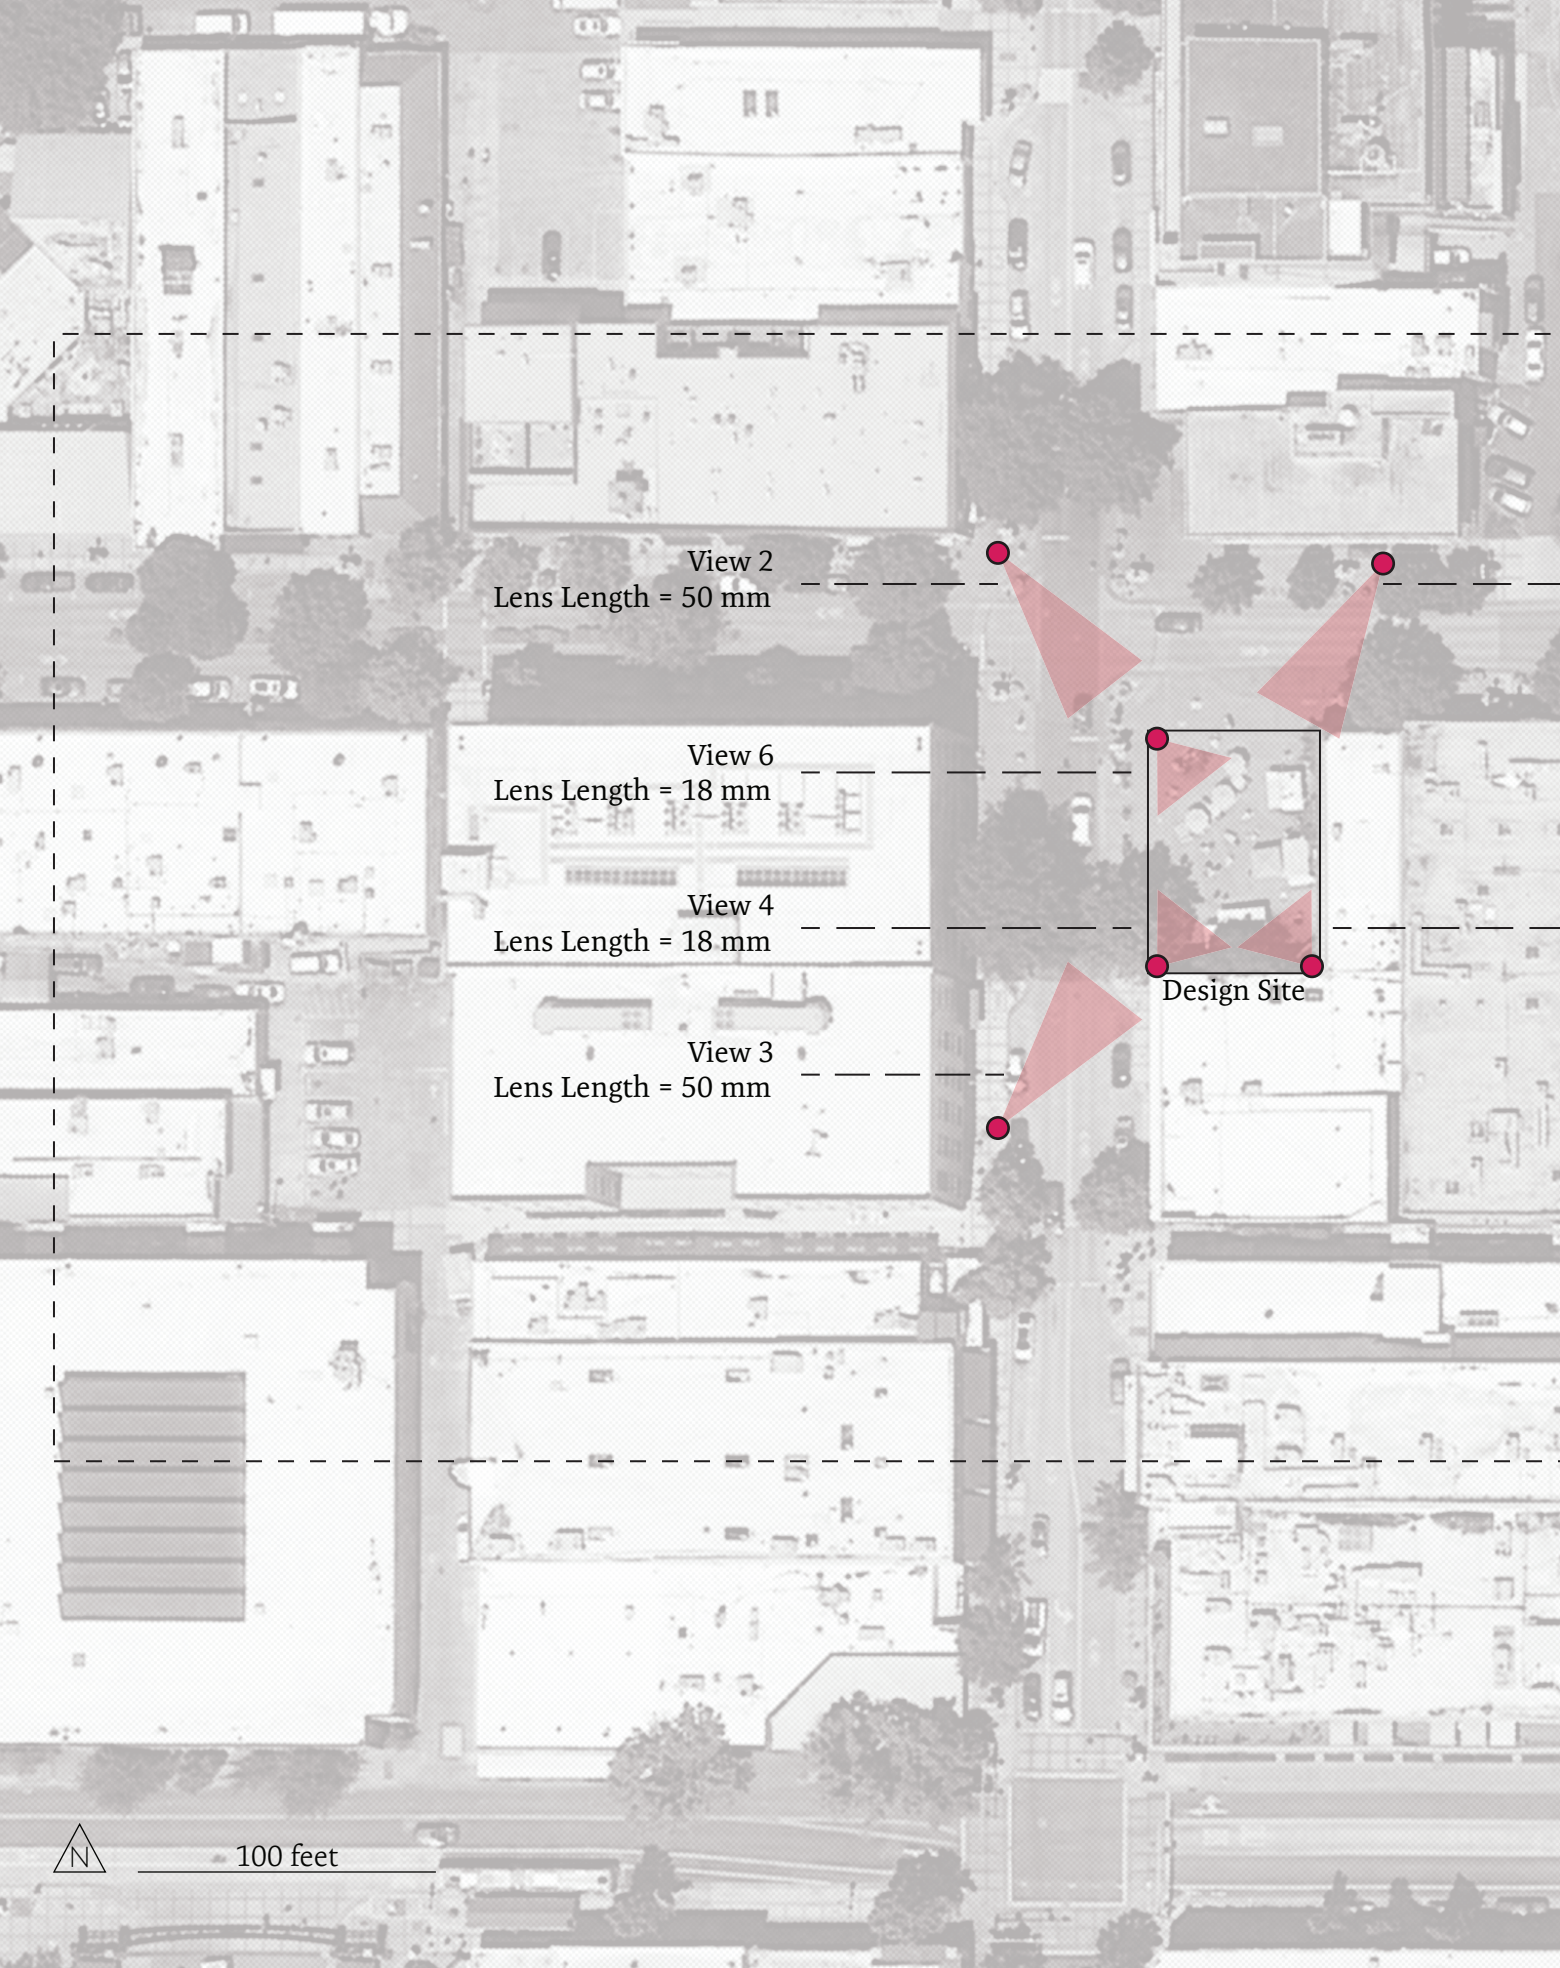 View 2
Lens Length = 50 mm
View 6
Lens Length = 18 mm
View 4
Lens Length = 18 mm
Design Site
View 3
Lens Length = 50 mm
N
100 feet